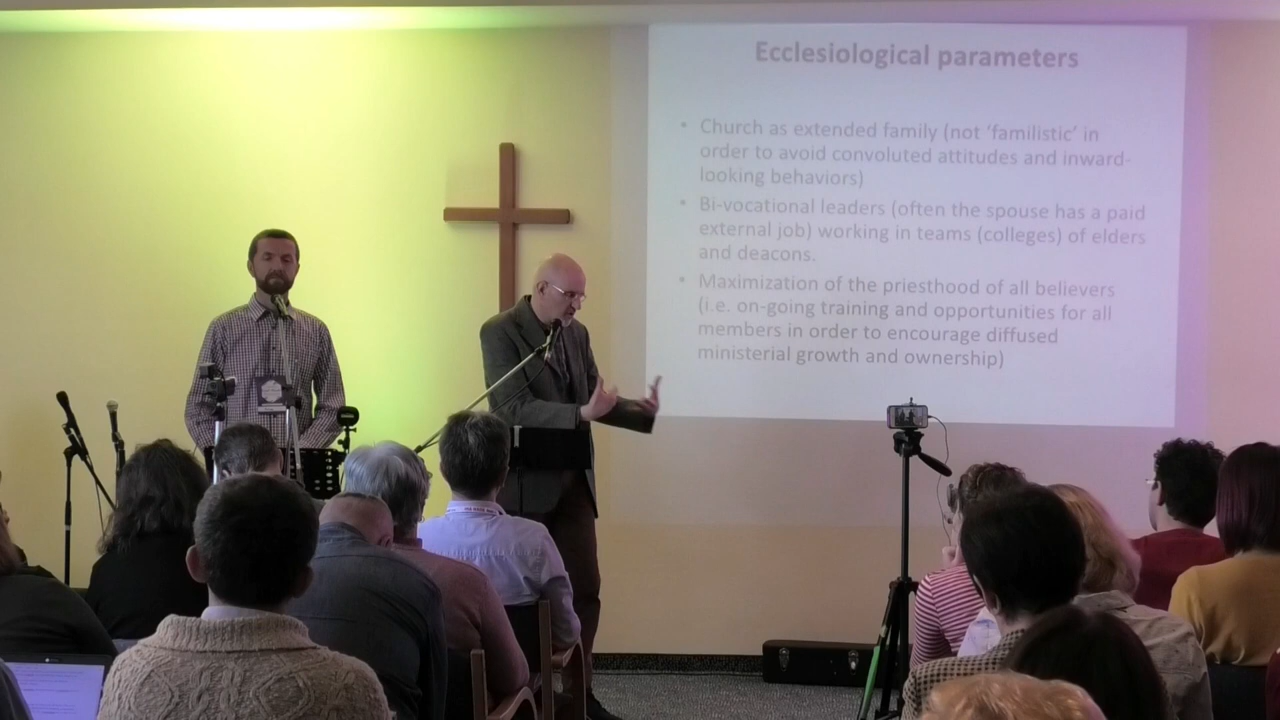 Ecclesiological parameters
• Church as extended family (not ‘familistic’ in
order to avoid convoluted attitudes and inward-
looking behaviors)
• Bi-vocational leaders (often the spouse has a paid
external job) working in teams (colleges) of elders
and deacons.
• Maximization of the priesthood of all believers
(i.e. on-going training and opportunities for all
members in order to encourage diffused
ministerial growth and ownership)